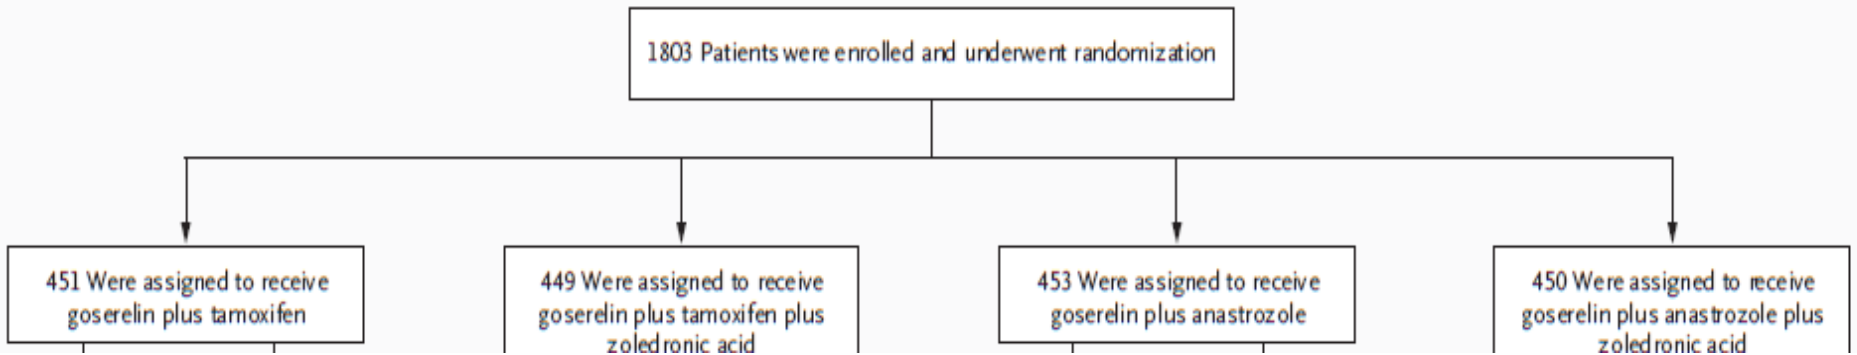 1803 Patients were enrolled and underwent randomization
451 Were assigned to receive
goserelin plus tamoxifen
449 Were assigned to receive
goserelin plus tamoxifen plus
zoledronic acid
453 Were assigned to receive
goserelin plus anastrozole
450 Were assigned to receive
goserelin plus anastrozole plus
zoledronic acid